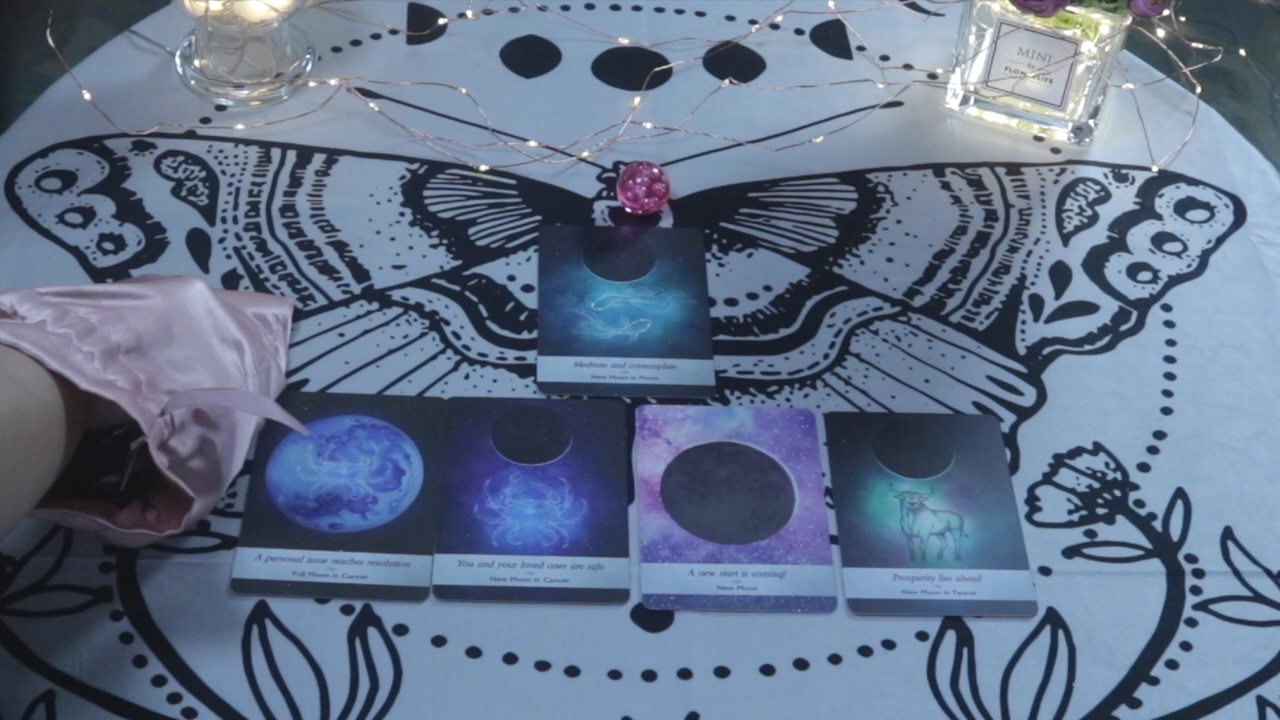 MINI
FLOWLIFE
Meditate and contemplate
New Moon in Pisces
A personal issue reaches resolution
Full Moon in Cancer
You and your loved ones are safe
New Moon in Cancer
A new start is coming!
New Moon
Prosperity lies ahead
New Moon in Taurus